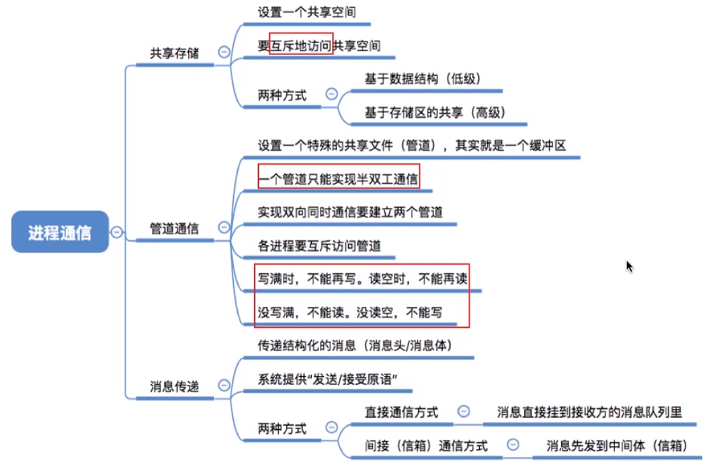 进程通信
共享存储
设置一个共享空间
要互斥地访问共享空间
两种方式
基于数据结构（低级）
基于存储区的共享（高级）
管道通信
设置一个特殊的共享文件（管道），其实就是一个缓冲区
一个管道只能实现半双工通信
实现双向同时通信要建立两个管道
各进程要互斥访问管道
写满时，不能再写。读空时，不能再读
没写满，不能读。没读空，不能写
消息传递
传递结构化的消息（消息头/消息体）
系统提供“发送/接受原语”
两种方式
直接通信方式
消息直接挂到接收方的消息队列里
间接（信箱）通信方式
消息先发到中间体（信箱）